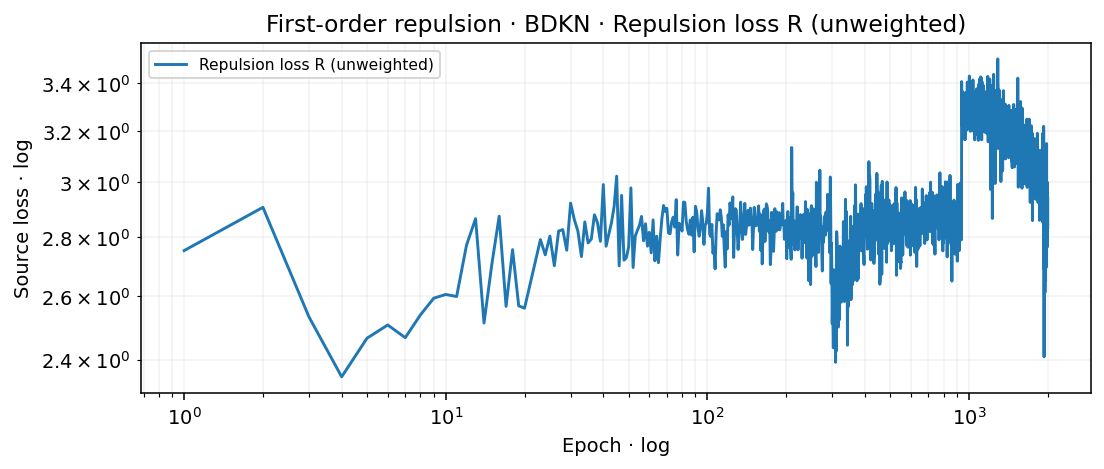 First-order repulsion · BDKN · Repulsion loss R (unweighted)
Repulsion loss R (unweighted)
Source loss · log
3.4 × 10⁰
3.2 × 10⁰
3 × 10⁰
2.8 × 10⁰
2.6 × 10⁰
2.4 × 10⁰
10⁰ 10¹ 10² 10³
Epoch · log